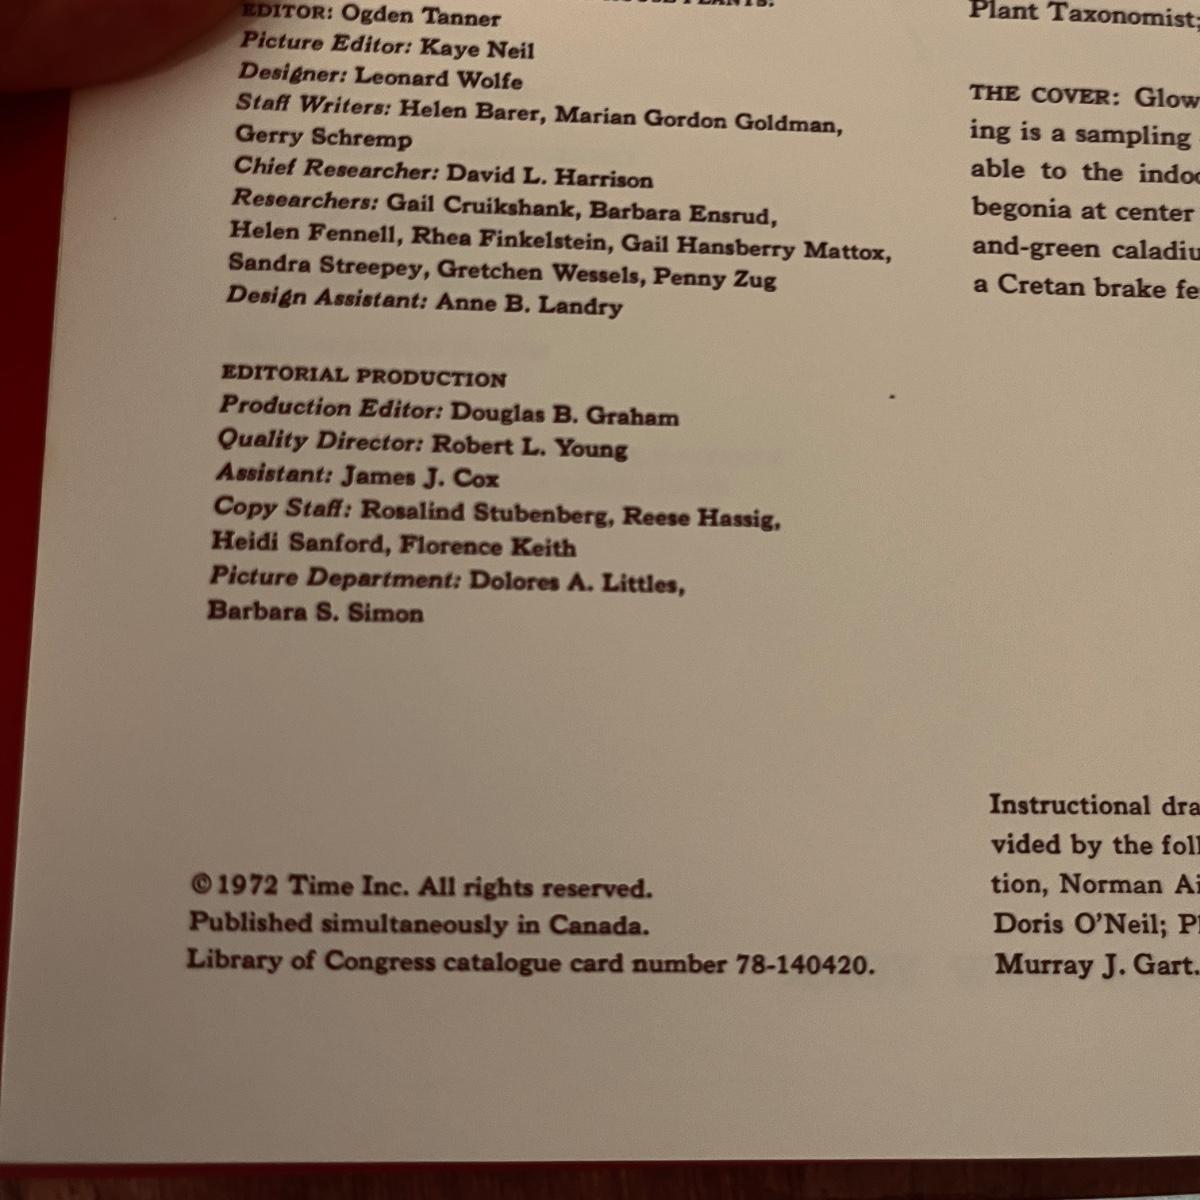 HOUSE PLANTS:
EDITOR: Ogden Tanner
Picture Editor: Kaye Neil
Designer: Leonard Wolfe
Staff Writers: Helen Barer, Marian Gordon Goldman,
Gerry Schremp
Chief Researcher: David L. Harrison
Researchers: Gail Cruikshank, Barbara Ensrud,
Helen Fennell, Rhea Finkelstein, Gail Hansberry Mattox,
Sandra Streepey, Gretchen Wessels, Penny Zug
Design Assistant: Anne B. Landry
EDITORIAL PRODUCTION
Production Editor: Douglas B. Graham
Quality Director: Robert L. Young
Assistant: James J. Cox
Copy Staff: Rosalind Stubenberg, Reese Hassig,
Heidi Sanford, Florence Keith
Picture Department: Dolores A. Littles,
Barbara S. Simon
©1972 Time Inc. All rights reserved.
Published simultaneously in Canada.
Library of Congress catalogue card number 78-140420.
Plant Taxonomist;
THE COVER: Glow
ing is a sampling
able to the indoo
begonia at center
and-green caladiu
a Cretan brake fe
Instructional dra
vided by the foll
tion, Norman Ai
Doris O'Neil; Pl
Murray J. Gart.